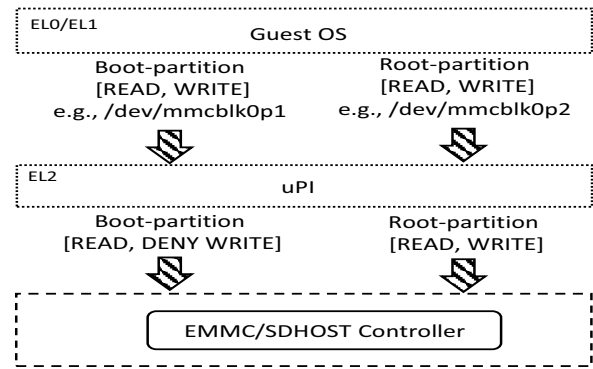 EL0/EL1
Guest OS
Boot-partition
[READ, WRITE]
e.g., /dev/mmcblk0p1
Root-partition
[READ, WRITE]
e.g., /dev/mmcblk0p2
EL2
uPI
Boot-partition
[READ, DENY WRITE]
Root-partition
[READ, WRITE]
EMMC/SDHOST Controller